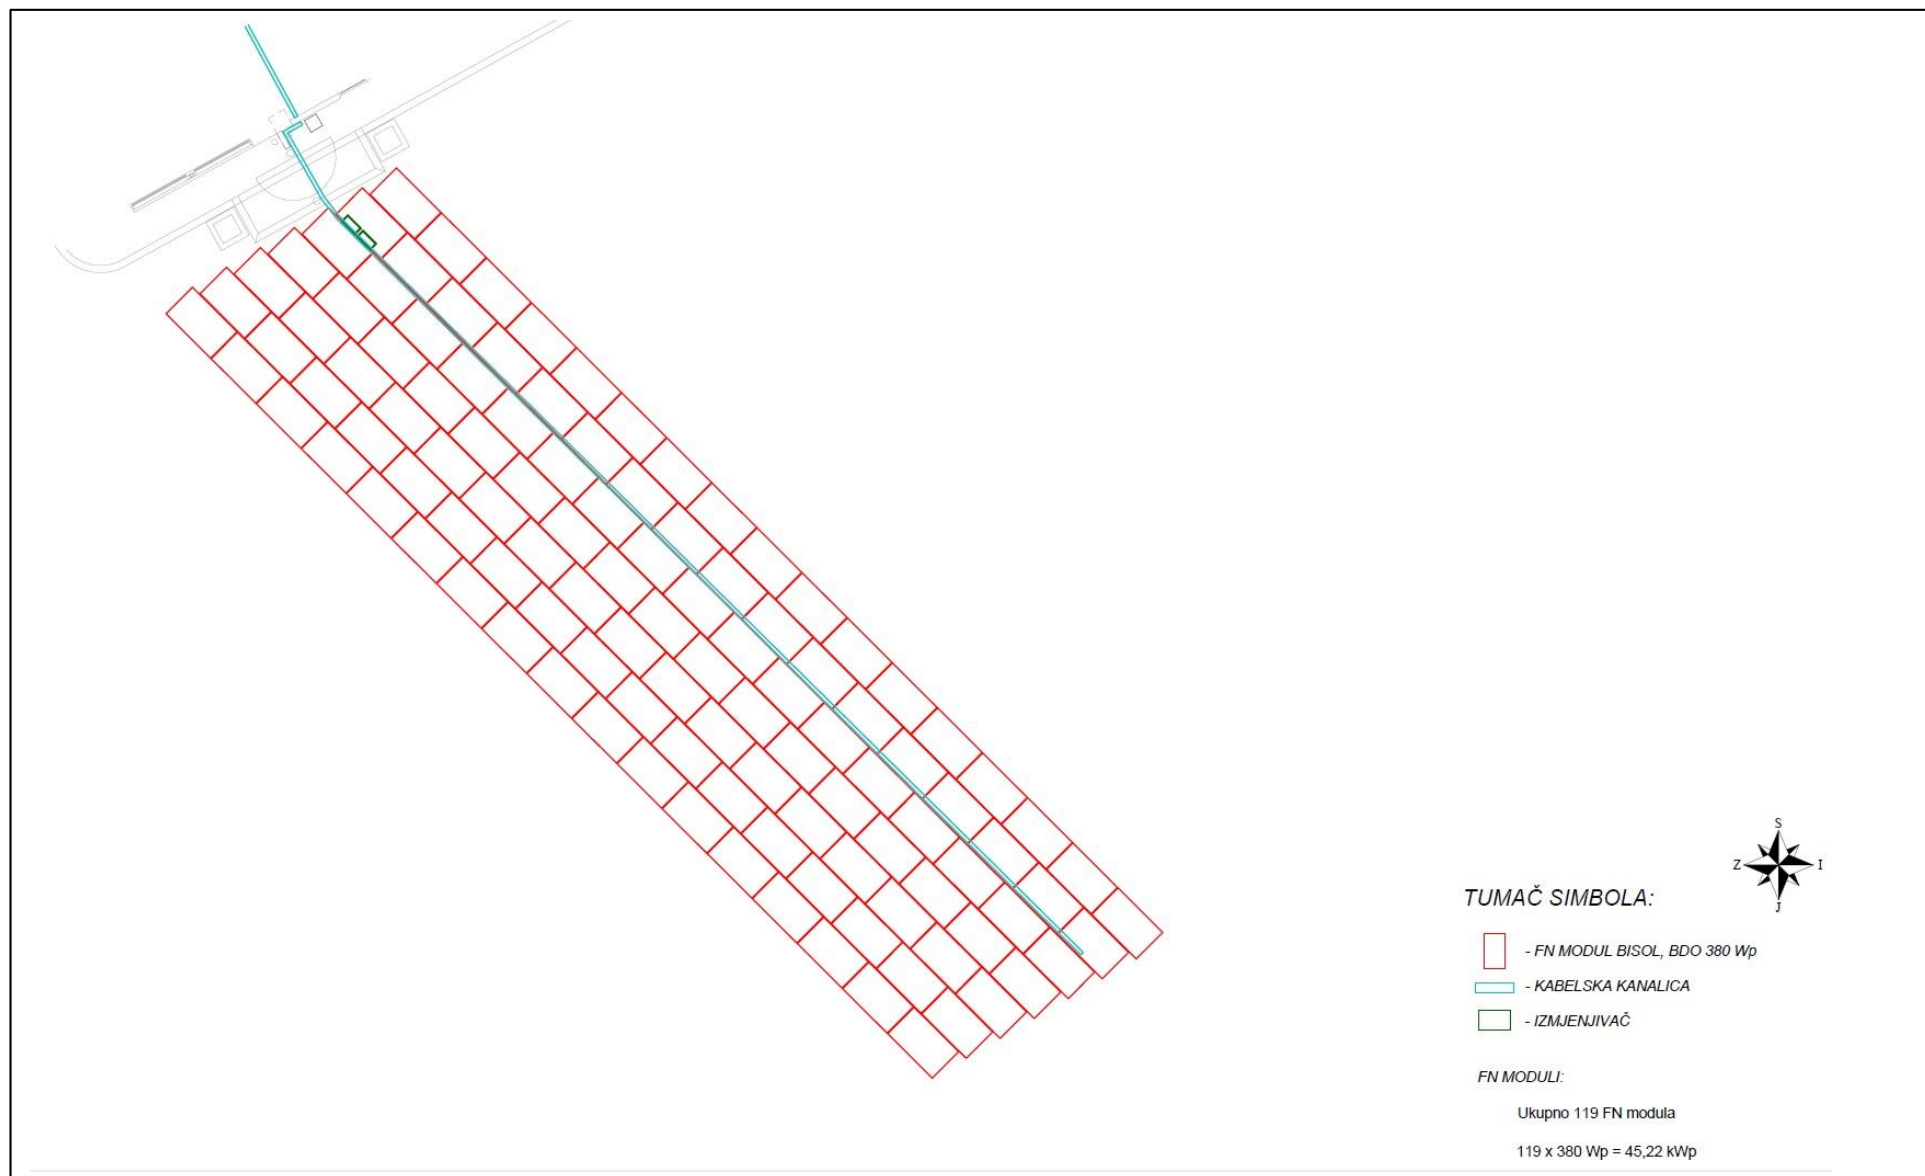 S
Z I
J
TUMAČ SIMBOLA:
- FN MODUL BISOL, BDO 380 Wp
- KABELSKA KANALICA
- IZMJENJIVAČ
FN MODULI:
Ukupno 119 FN modula
119 x 380 Wp = 45,22 kWp